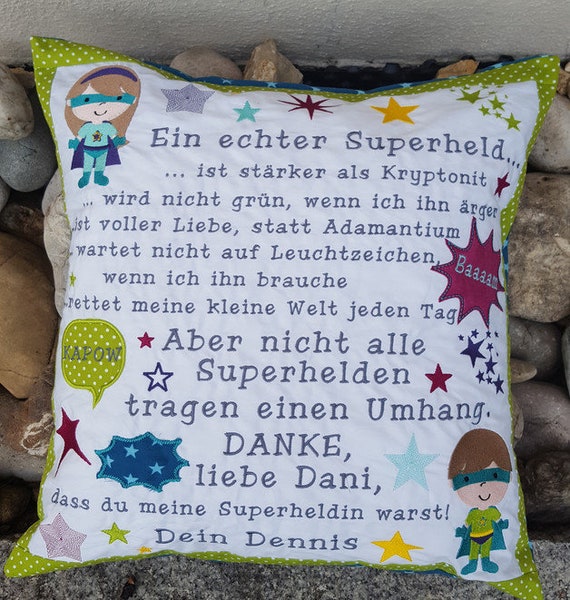 Ein echter Superheld...
... ist stärker als Kryptonit
... wird nicht grün, wenn ich ihn ärger
..ist voller Liebe, statt Adamantium
...wartet nicht auf Leuchtzeichen,
wenn ich ihn brauche
Baaaam
...rettet meine kleine Welt jeden Tag
KAPOW
Aber nicht alle
Superhelden
tragen einen Umhang.
DANKE,
liebe Dani,
dass du meine Superheldin warst!
Dein Dennis